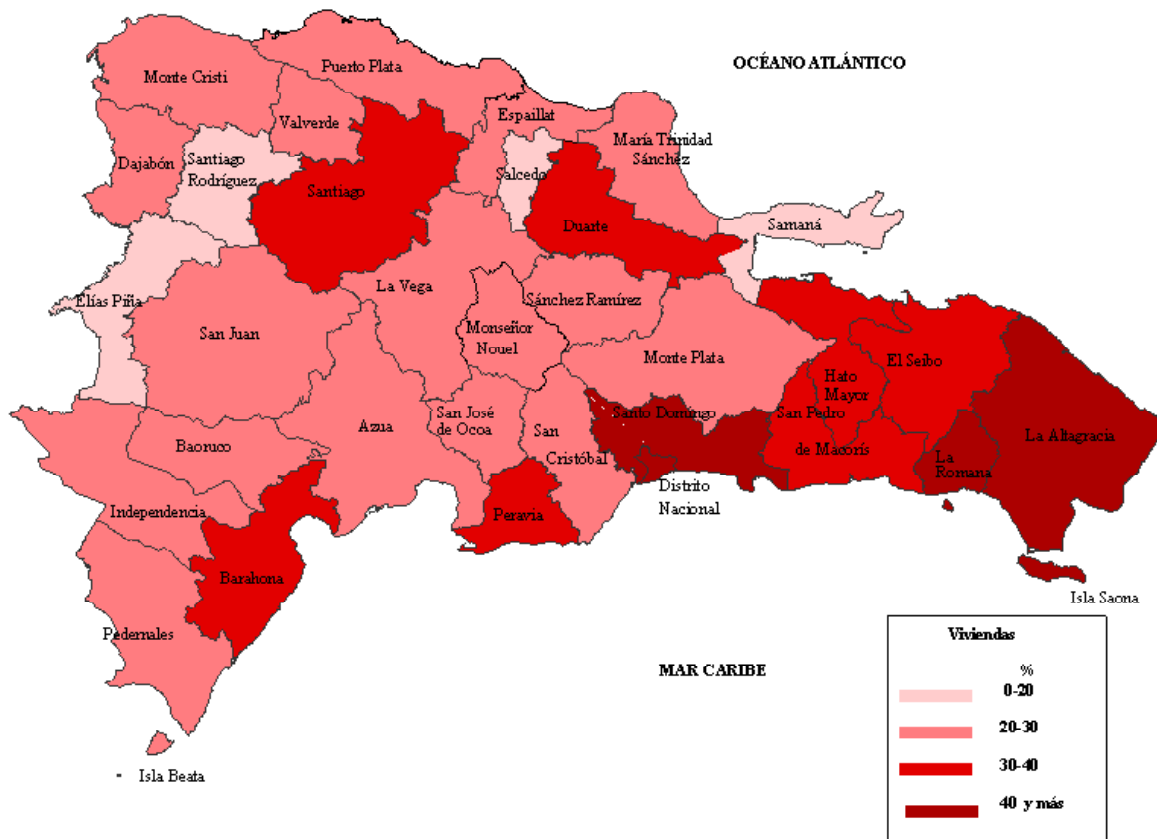 OCÉANO ATLÁNTICO
Puerto Plata
Monte Cristi
Espaillat
Valverde
María Trinidad
Sánchez
Dajabón
Santiago
Rodríguez
Salcedo
Santiago
Duarte
Samaná
La Vega
Elías Piña
Sánchez Ramírez
San Juan
Monseñor
Nouel
Monte Plata
El Seibo
Hato
Mayor
San José
de Ocoa
Santo Domingo
San Pedro
de Macorís
Azua
San
Cristóbal
La Altagracia
Baoruco
La
Romana
Distrito
Nacional
Independencia
Peravia
Barahona
Isla Saona
Pedernales
MAR CARIBE
Isla Beata
Viviendas
%
0-20
20-30
30-40
40 y más